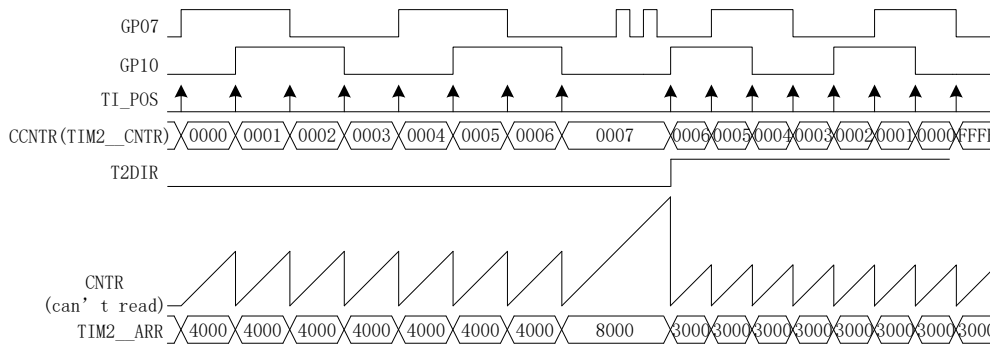 GP07
GP10
TI_POS
CCNTR(TIM2__CNTR) 0000 0001 0002 0003 0004 0005 0006 0007 0006 0005 0004 0003 0002 0001 0000 FFFF
T2DIR
CNTR
(can't read)
TIM2__ARR 4000 4000 4000 4000 4000 4000 4000 8000 3000 3000 3000 3000 3000 3000 3000 3000